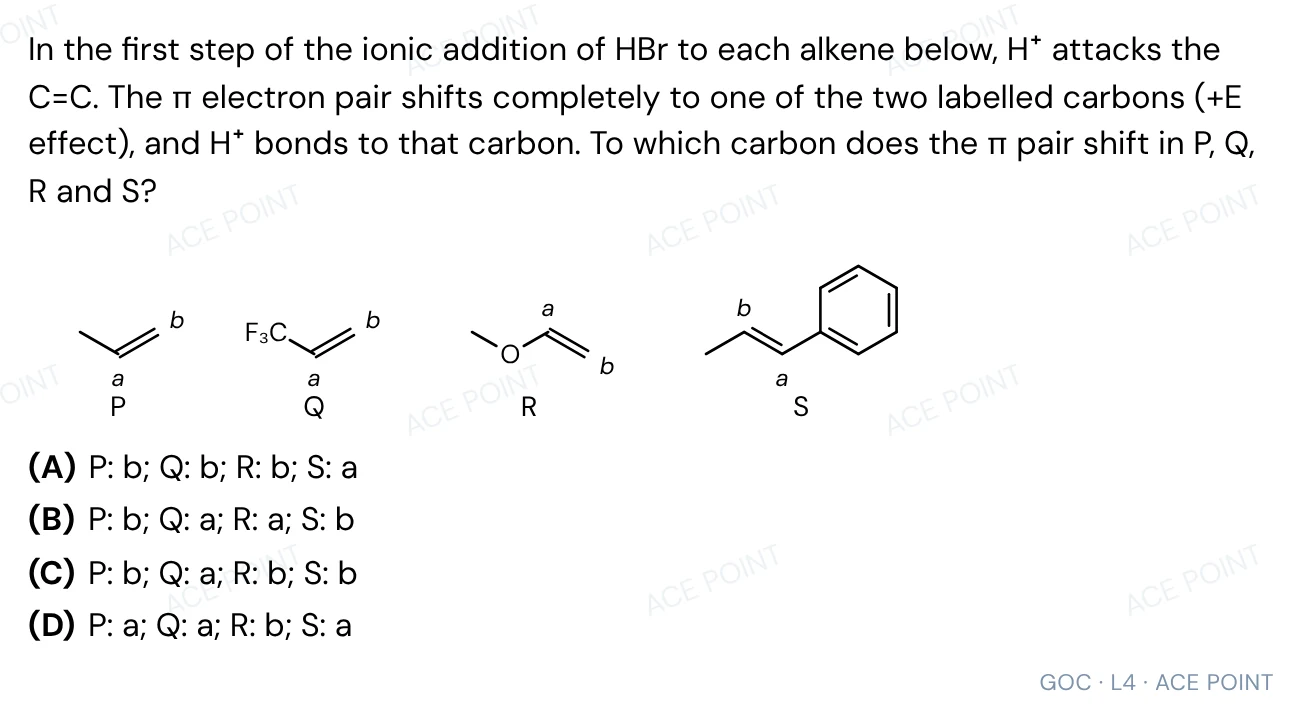 In the first step of the ionic addition of HBr to each alkene below, H⁺ attacks the
C=C. The π electron pair shifts completely to one of the two labelled carbons (+E
effect), and H⁺ bonds to that carbon. To which carbon does the π pair shift in P, Q,
R and S?
b
a
P
F₃C
b
a
Q
a
O
b
R
b
a
S
(A) P: b; Q: b; R: b; S: a
(B) P: b; Q: a; R: a; S: b
(C) P: b; Q: a; R: b; S: b
(D) P: a; Q: a; R: b; S: a
GOC · L4 · ACE POINT
ACE POINT